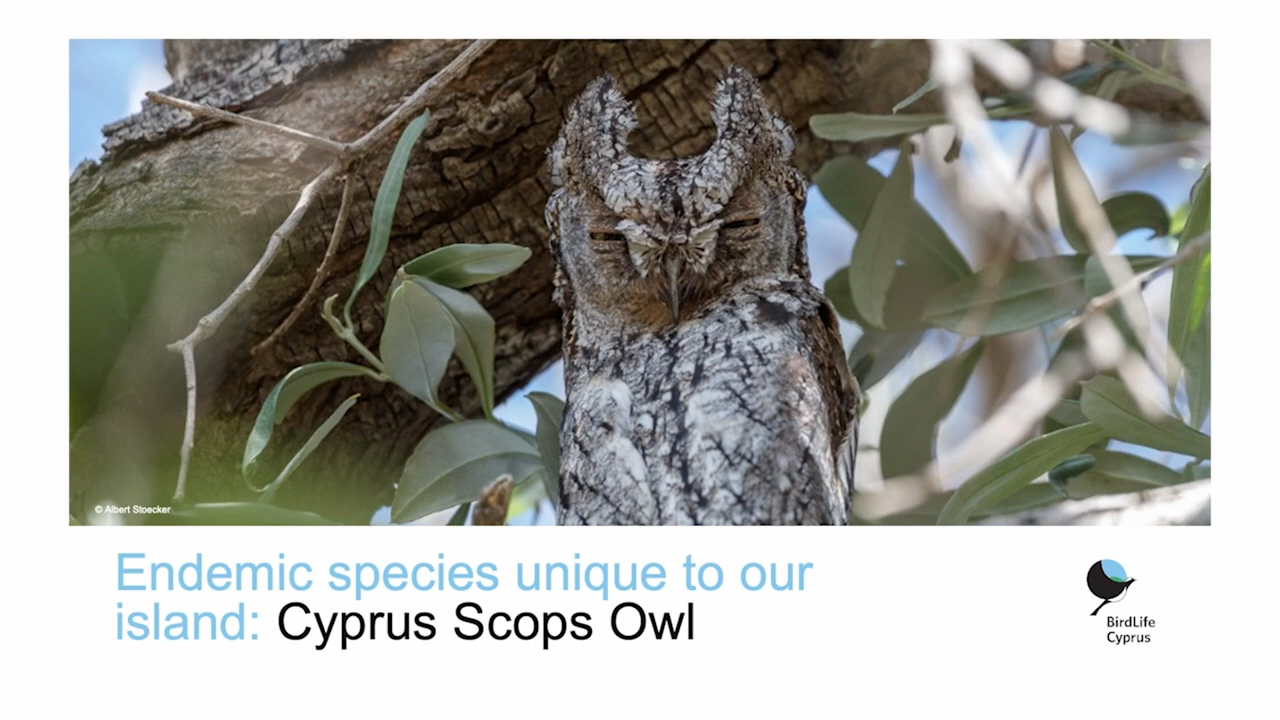 © Albert Stoecker
Endemic species unique to our
island: Cyprus Scops Owl
BirdLife
Cyprus